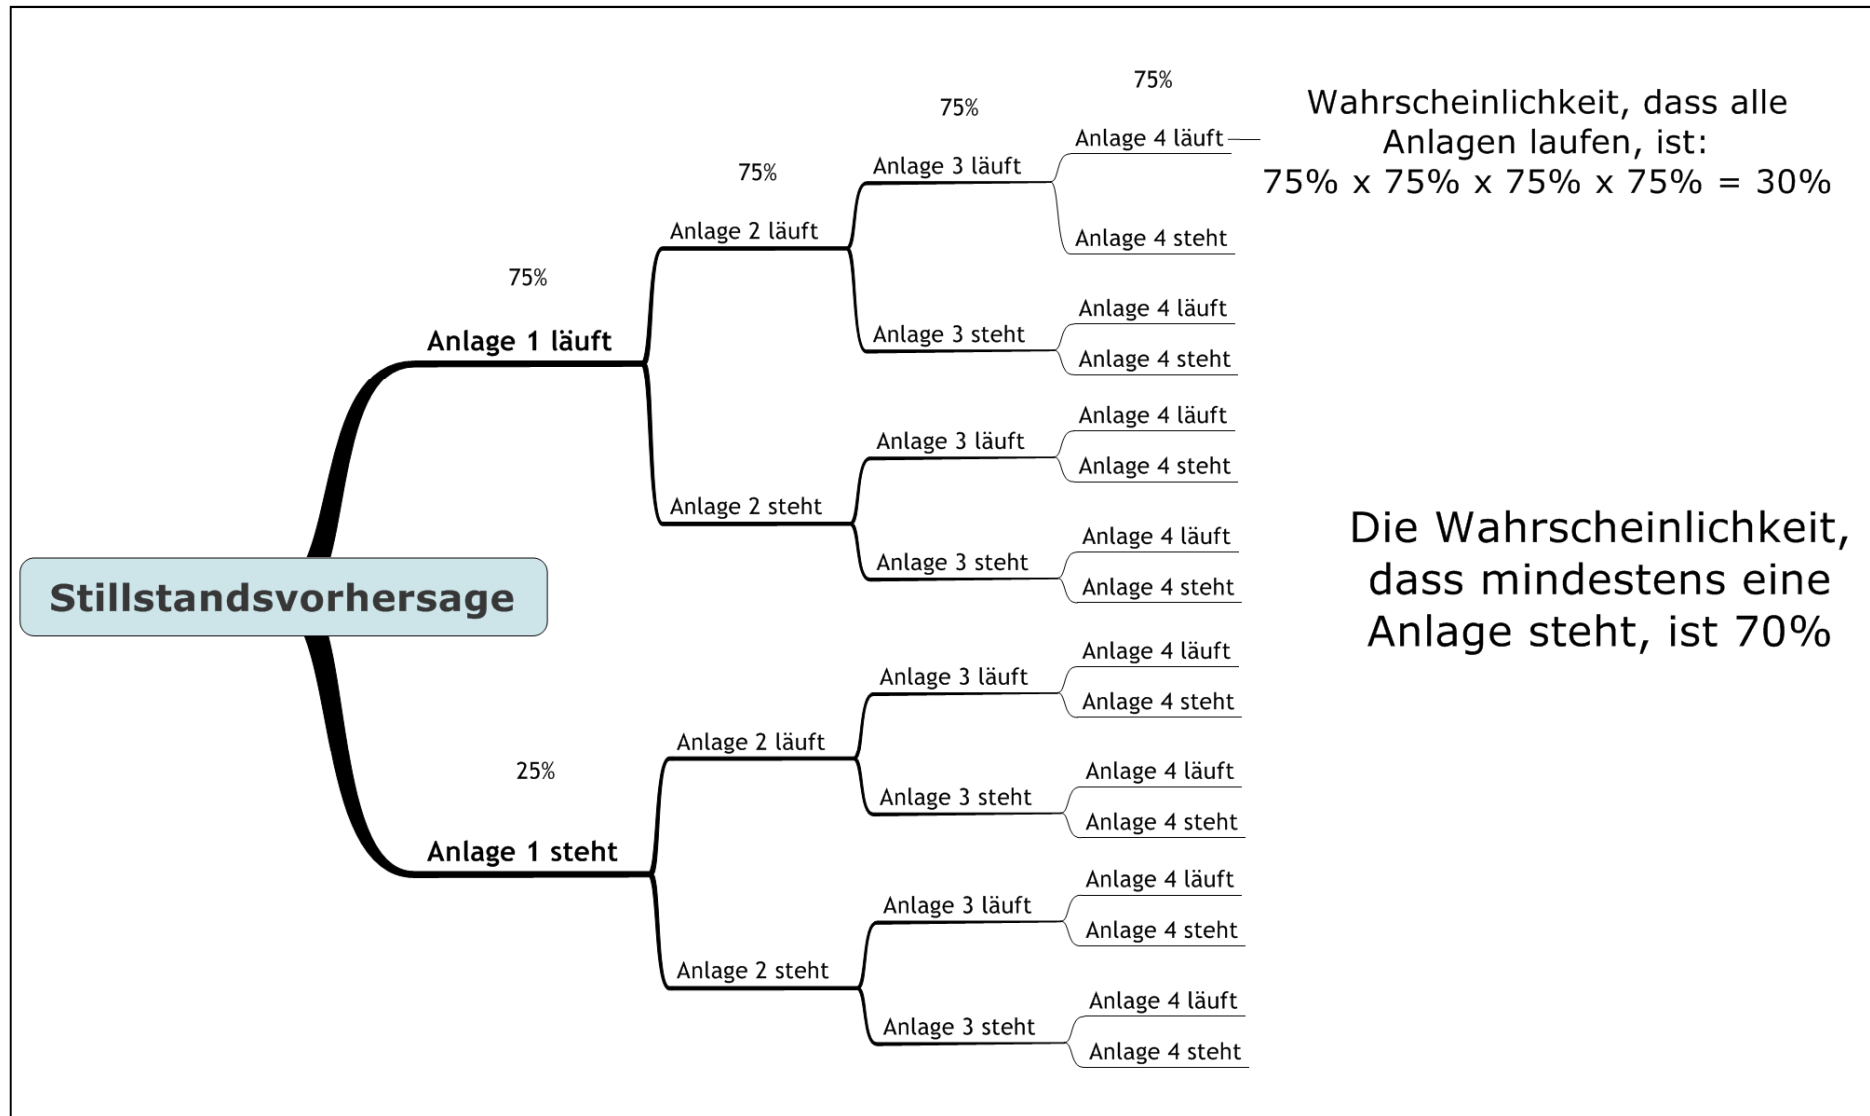 75%
75%
Wahrscheinlichkeit, dass alle
Anlagen laufen, ist:
75% x 75% x 75% x 75% = 30%
Anlage 4 läuft
Anlage 3 läuft
75%
Anlage 2 läuft
Anlage 4 steht
75%
Anlage 4 läuft
Anlage 3 steht
Anlage 4 steht
Anlage 1 läuft
Anlage 4 läuft
Anlage 3 läuft
Anlage 4 steht
Anlage 2 steht
Anlage 4 läuft
Anlage 3 steht
Anlage 4 steht
Die Wahrscheinlichkeit,
dass mindestens eine
Anlage steht, ist 70%
Stillstandsvorhersage
Anlage 4 läuft
Anlage 3 läuft
Anlage 4 steht
Anlage 2 läuft
25%
Anlage 4 läuft
Anlage 3 steht
Anlage 4 steht
Anlage 1 steht
Anlage 4 läuft
Anlage 3 läuft
Anlage 4 steht
Anlage 2 steht
Anlage 4 läuft
Anlage 3 steht
Anlage 4 steht